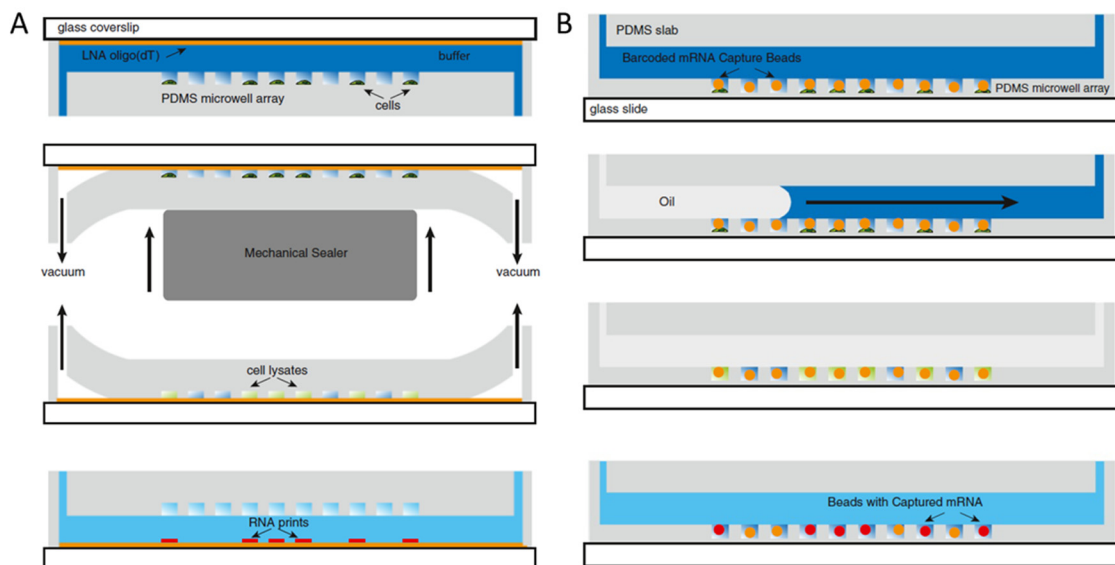 A
glass coverslip
LNA oligo(dT)
buffer
PDMS microwell array
cells
Mechanical Sealer
vacuum
vacuum
cell lysates
RNA prints
B
PDMS slab
Barcoded mRNA Capture Beads
PDMS microwell array
glass slide
Oil
Beads with Captured mRNA